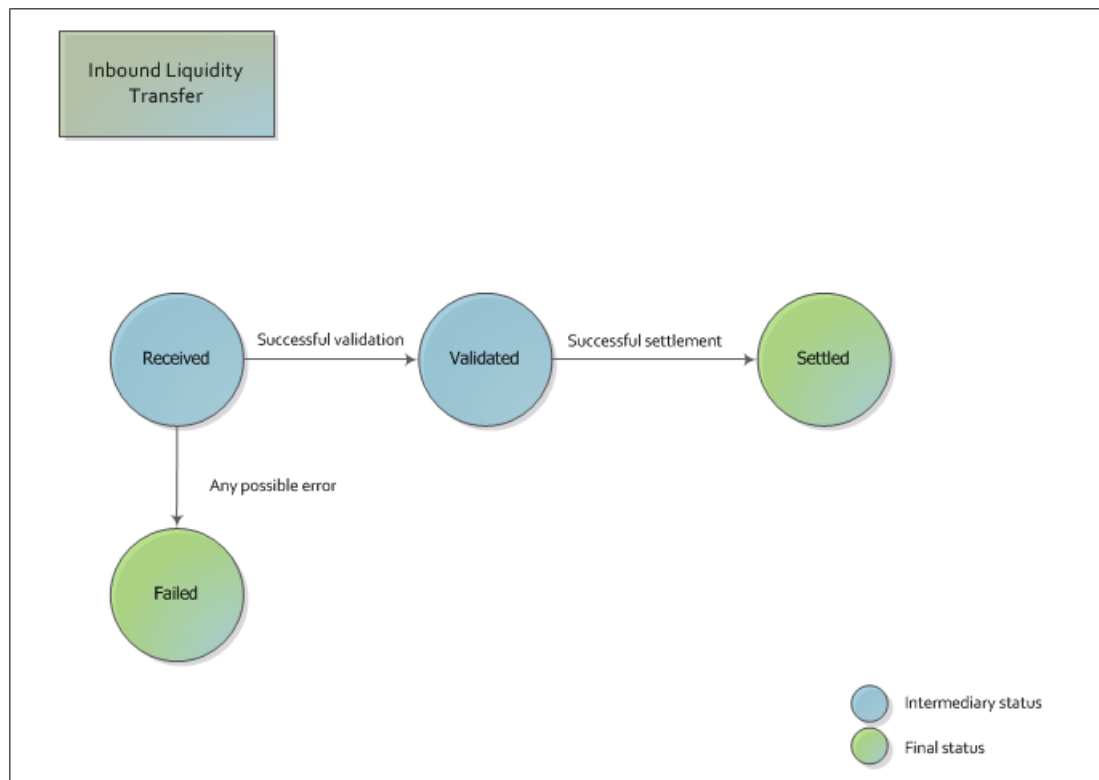 Inbound Liquidity
Transfer
Received
Successful validation
Validated
Successful settlement
Settled
Any possible error
Failed
Intermediary status
Final status